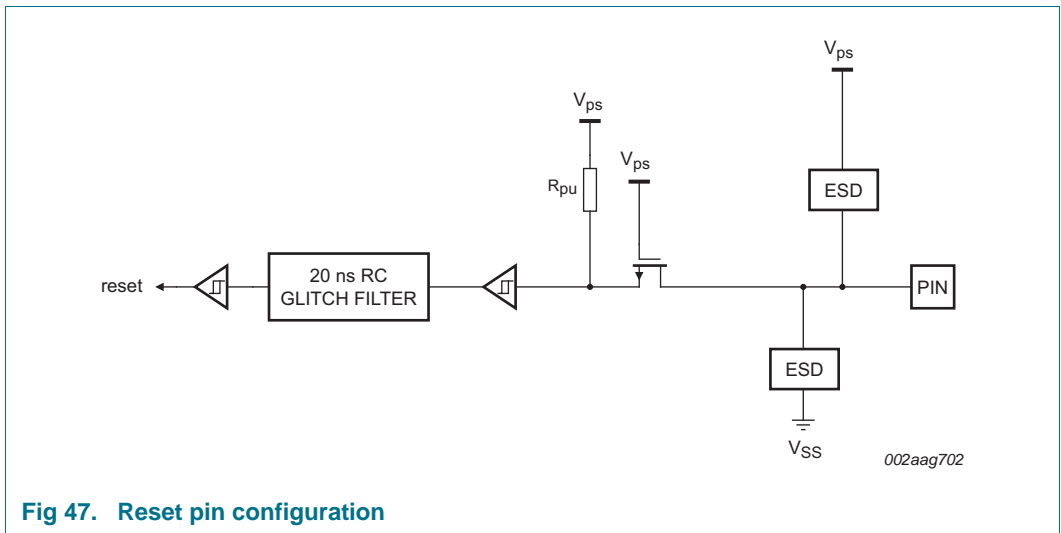 Vps
Vps
Vps
Rpu
ESD
reset
20 ns RC
GLITCH FILTER
PIN
ESD
VSS
002aag702
Fig 47. Reset pin configuration